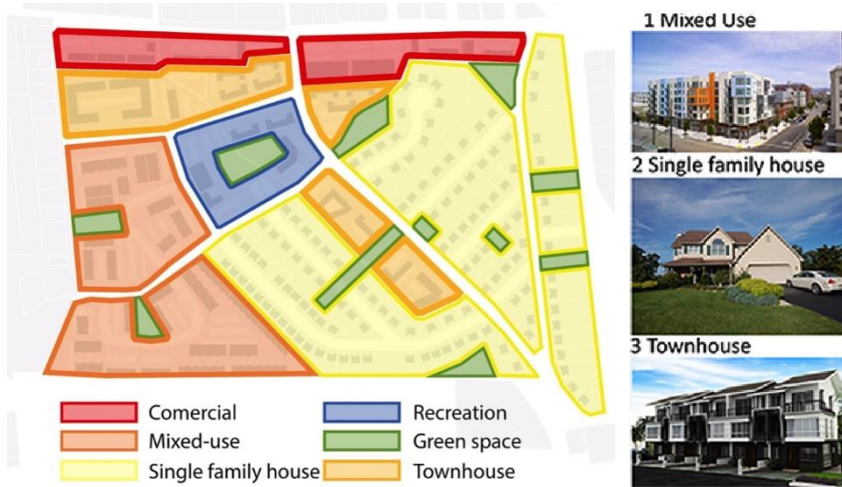 1 Mixed Use
2 Single family house
3 Townhouse
Comercial
Recreation
Mixed-use
Green space
Single family house
Townhouse